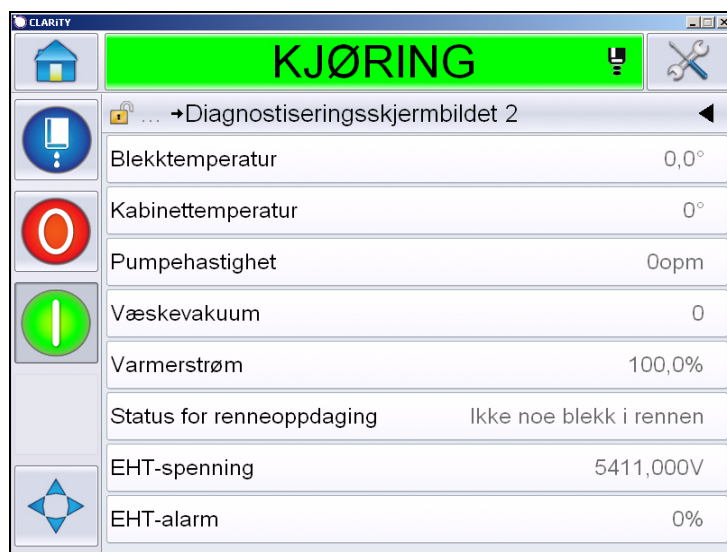 CLARiTY
KJØRING
... →Diagnostiseringsskjermbildet 2
Blekktemperatur 0,0°
Kabinettemperatur 0°
Pumpehastighet 0opm
Væskevakuum 0
Varmerstrøm 100,0%
Status for renneoppdaging Ikke noe blekk i rennen
EHT-spenning 5411,000V
EHT-alarm 0%